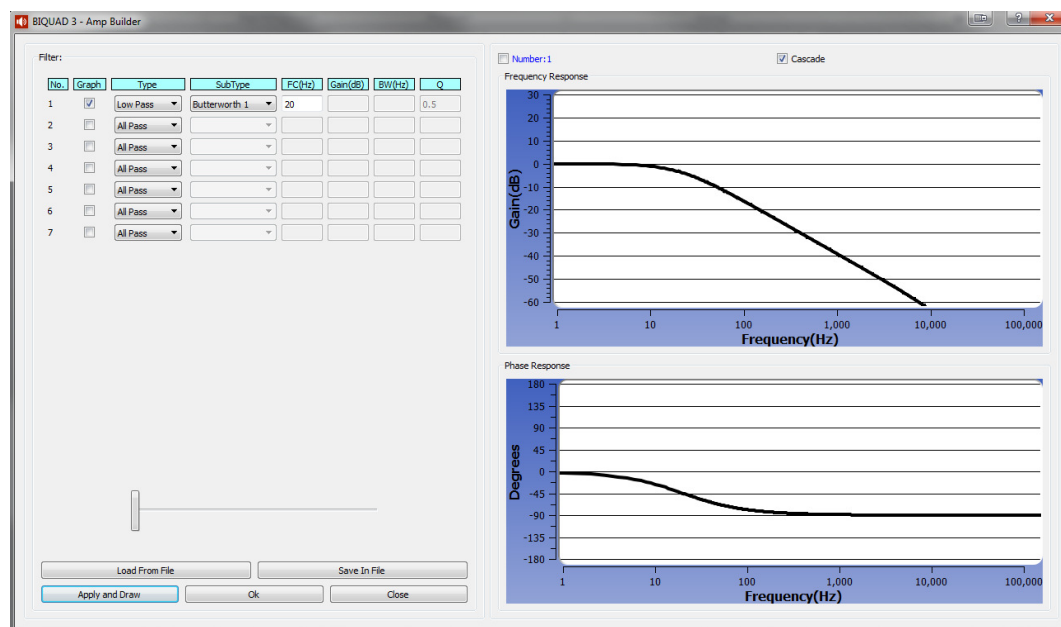 BIQUAD 3 - Amp Builder
?
X
Filter:
No. Graph Type SubType FC(Hz) Gain(dB) BW(Hz) Q
1 Low Pass Butterworth 1 20 0.5
2 All Pass
3 All Pass
4 All Pass
5 All Pass
6 All Pass
7 All Pass
Load From File Save In File
Apply and Draw Ok Close
Number:1 Cascade
Frequency Response
30
20
10
0
-10
-20
-30
-40
-50
-60
Gain(dB)
1 10 100 1,000 10,000 100,000
Frequency(Hz)
Phase Response
180
135
90
45
0
-45
-90
-135
-180
Degrees
1 10 100 1,000 10,000 100,000
Frequency(Hz)